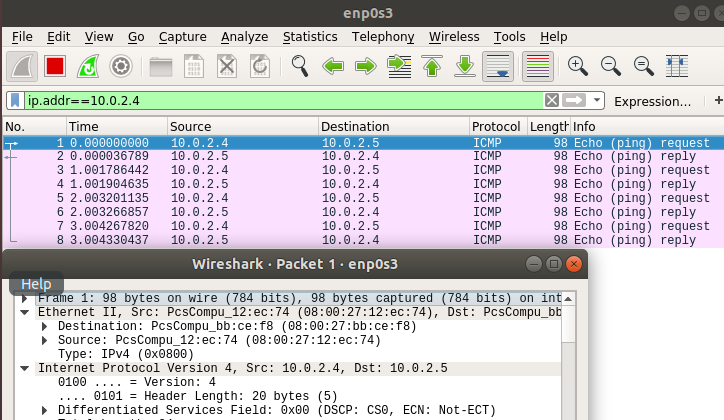 enp0s3
File Edit View Go Capture Analyze Statistics Telephony Wireless Tools Help
ip.addr==10.0.2.4 Expression… +
No. Time Source Destination Protocol Length Info
1 0.000000000 10.0.2.4 10.0.2.5 ICMP 98 Echo (ping) request
2 0.000036789 10.0.2.5 10.0.2.4 ICMP 98 Echo (ping) reply
3 1.001786442 10.0.2.4 10.0.2.5 ICMP 98 Echo (ping) request
4 1.001904635 10.0.2.5 10.0.2.4 ICMP 98 Echo (ping) reply
5 2.003201135 10.0.2.4 10.0.2.5 ICMP 98 Echo (ping) request
6 2.003266857 10.0.2.5 10.0.2.4 ICMP 98 Echo (ping) reply
7 3.004267820 10.0.2.4 10.0.2.5 ICMP 98 Echo (ping) request
8 3.004330437 10.0.2.5 10.0.2.4 ICMP 98 Echo (ping) reply
Wireshark · Packet 1 · enp0s3
Help
Frame 1: 98 bytes on wire (784 bits), 98 bytes captured (784 bits) on int
Ethernet II, Src: PcsCompu_12:ec:74 (08:00:27:12:ec:74), Dst: PcsCompu_bb
Destination: PcsCompu_bb:ce:f8 (08:00:27:bb:ce:f8)
Source: PcsCompu_12:ec:74 (08:00:27:12:ec:74)
Type: IPv4 (0x0800)
Internet Protocol Version 4, Src: 10.0.2.4, Dst: 10.0.2.5
0100 .... = Version: 4
.... 0101 = Header Length: 20 bytes (5)
Differentiated Services Field: 0x00 (DSCP: CS0, ECN: Not-ECT)